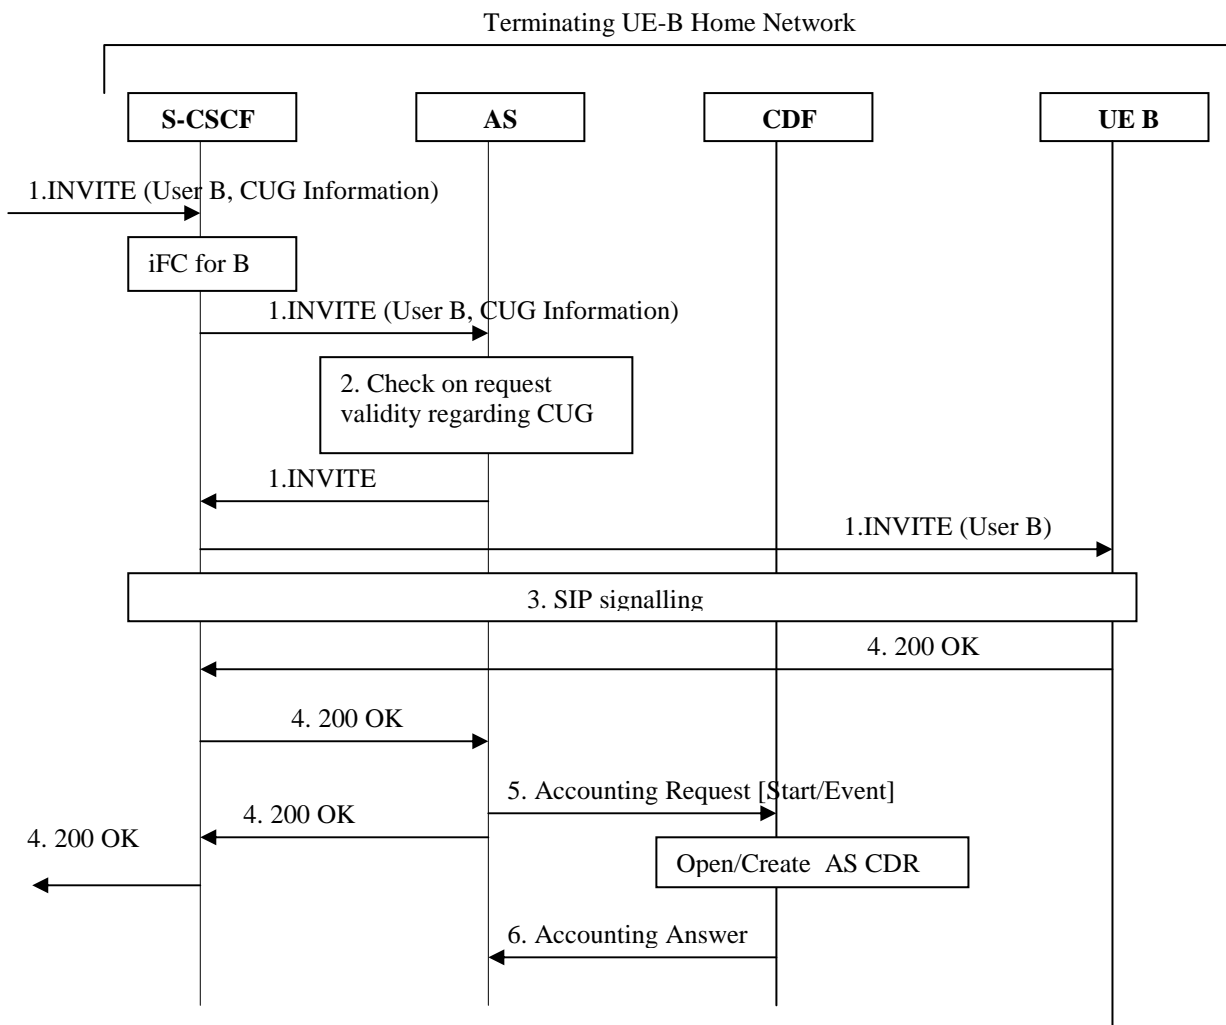 Terminating UE-B Home Network
S-CSCF
AS
CDF
UE B
1.INVITE (User B, CUG Information)
iFC for B
1.INVITE (User B, CUG Information)
2. Check on request
validity regarding CUG
1.INVITE
1.INVITE (User B)
3. SIP signalling
4. 200 OK
4. 200 OK
5. Accounting Request [Start/Event]
4. 200 OK
4. 200 OK
Open/Create AS CDR
6. Accounting Answer